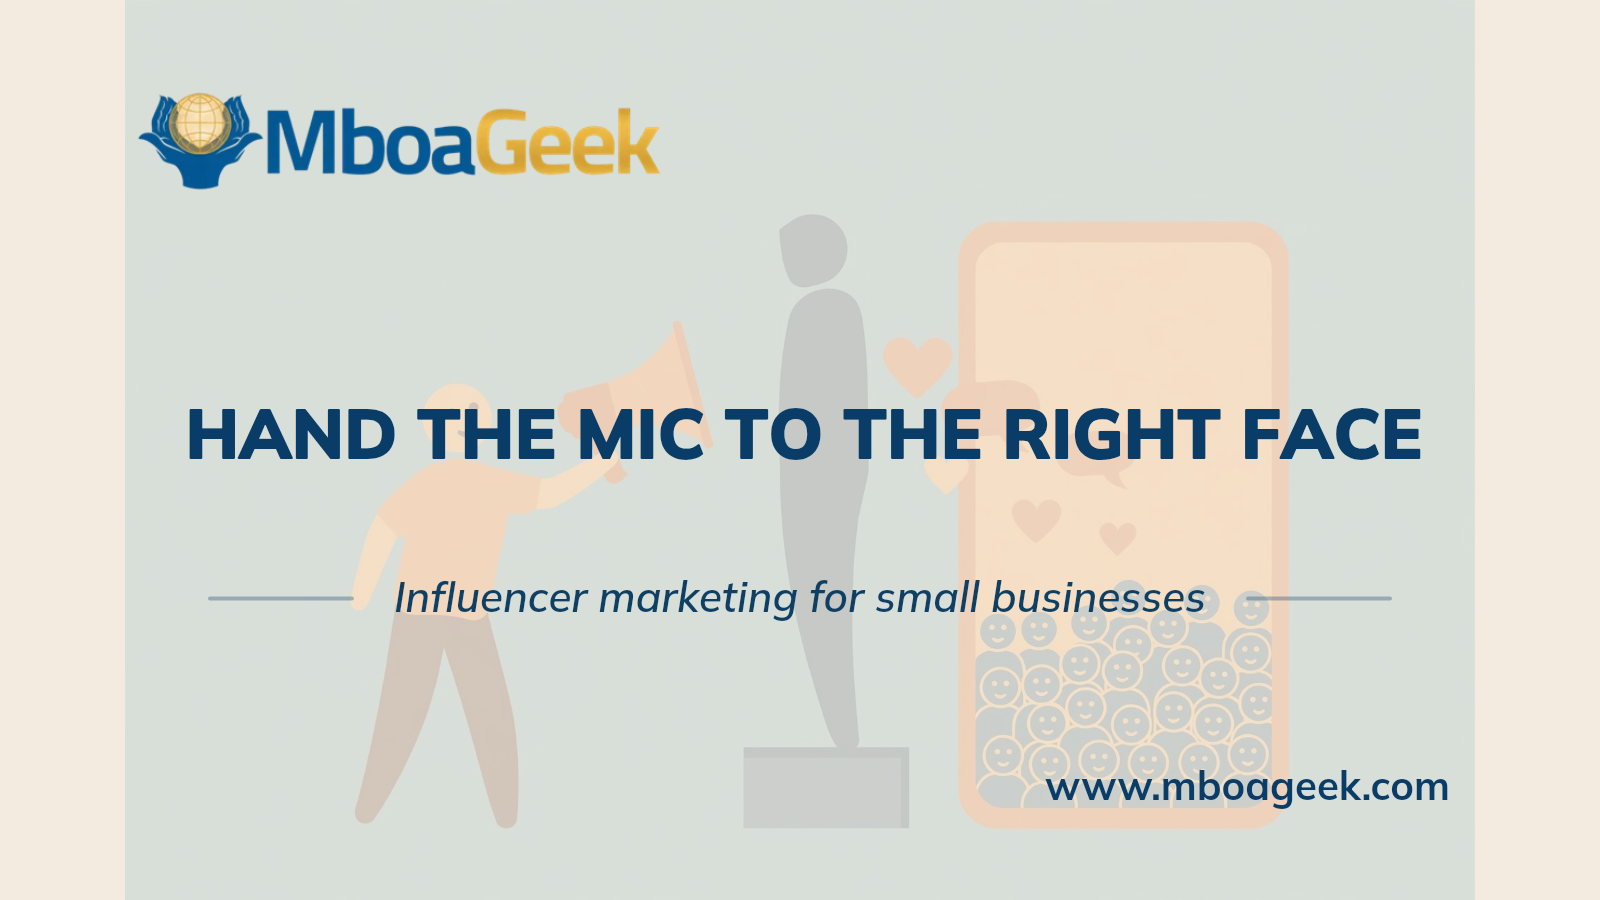 MboaGeek
HAND THE MIC TO THE RIGHT FACE
Influencer marketing for small businesses
www.mboageek.com